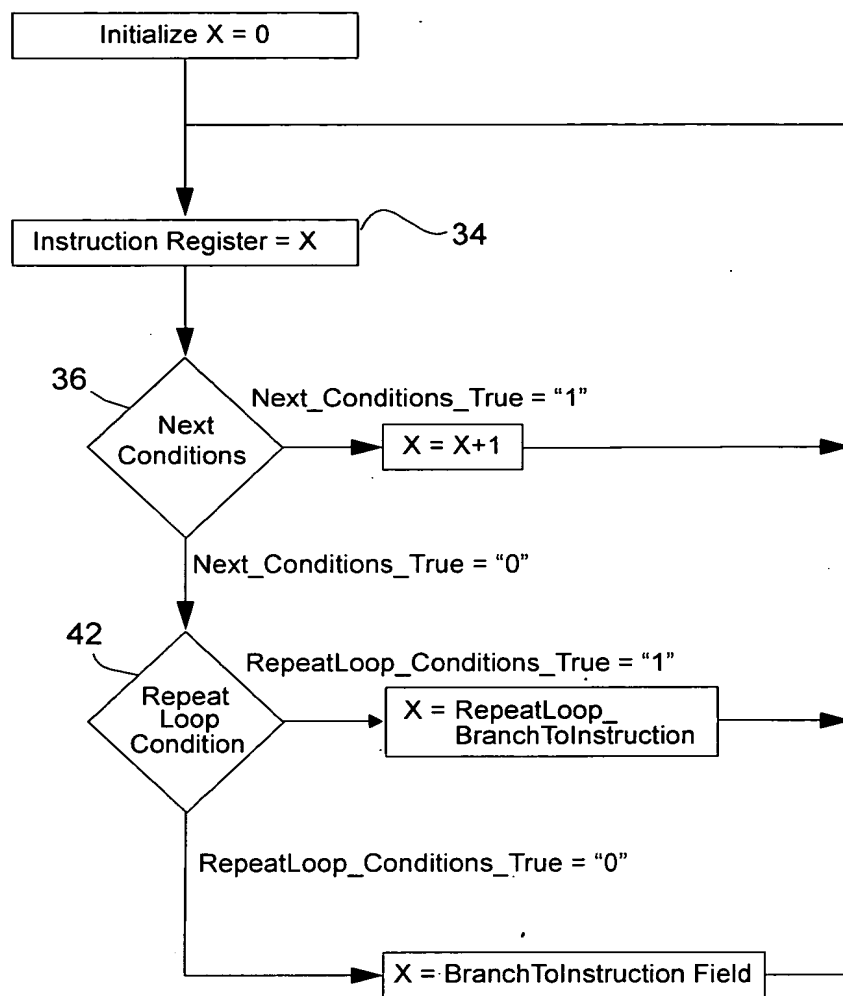 Initialize X = 0
Instruction Register = X
34
36
Next_Conditions_True = “1”
Next
Conditions
X = X+1
Next_Conditions_True = “0”
42
RepeatLoop_Conditions_True = “1”
Repeat
Loop
Condition
X = RepeatLoop_
BranchToInstruction
RepeatLoop_Conditions_True = “0”
X = BranchToInstruction Field